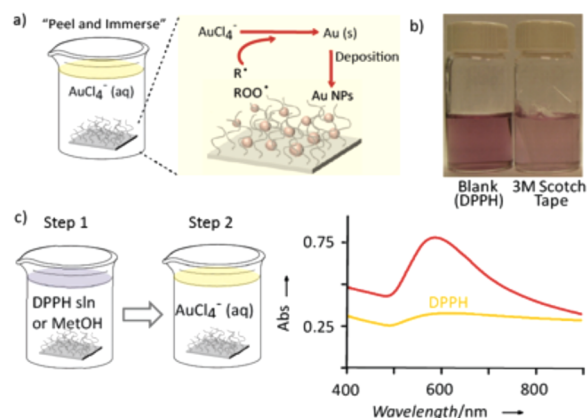 a)
"Peel and Immerse"
AuCl₄⁻ (aq)
AuCl₄⁻
Au (s)
Deposition
R•
ROO•
Au NPs
b)
Blank
(DPPH)
3M Scotch
Tape
c)
Step 1
DPPH sln
or MetOH
Step 2
AuCl₄⁻ (aq)
Abs
0.75
0.25
DPPH
400
600
800
Wavelength/nm